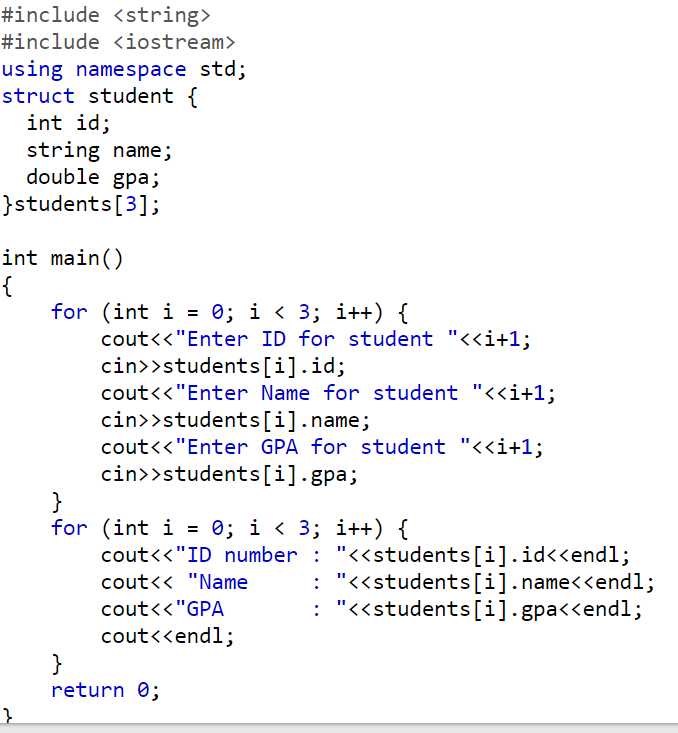 #include <string>
#include <iostream>
using namespace std;
struct student {
  int id;
  string name;
  double gpa;
}students[3];

int main()
{
    for (int i = 0; i < 3; i++) {
        cout<<"Enter ID for student "<<i+1;
        cin>>students[i].id;
        cout<<"Enter Name for student "<<i+1;
        cin>>students[i].name;
        cout<<"Enter GPA for student "<<i+1;
        cin>>students[i].gpa;
    }
    for (int i = 0; i < 3; i++) {
        cout<<"ID number : "<<students[i].id<<endl;
        cout<< "Name     : "<<students[i].name<<endl;
        cout<<"GPA       : "<<students[i].gpa<<endl;
        cout<<endl;
    }
    return 0;
}